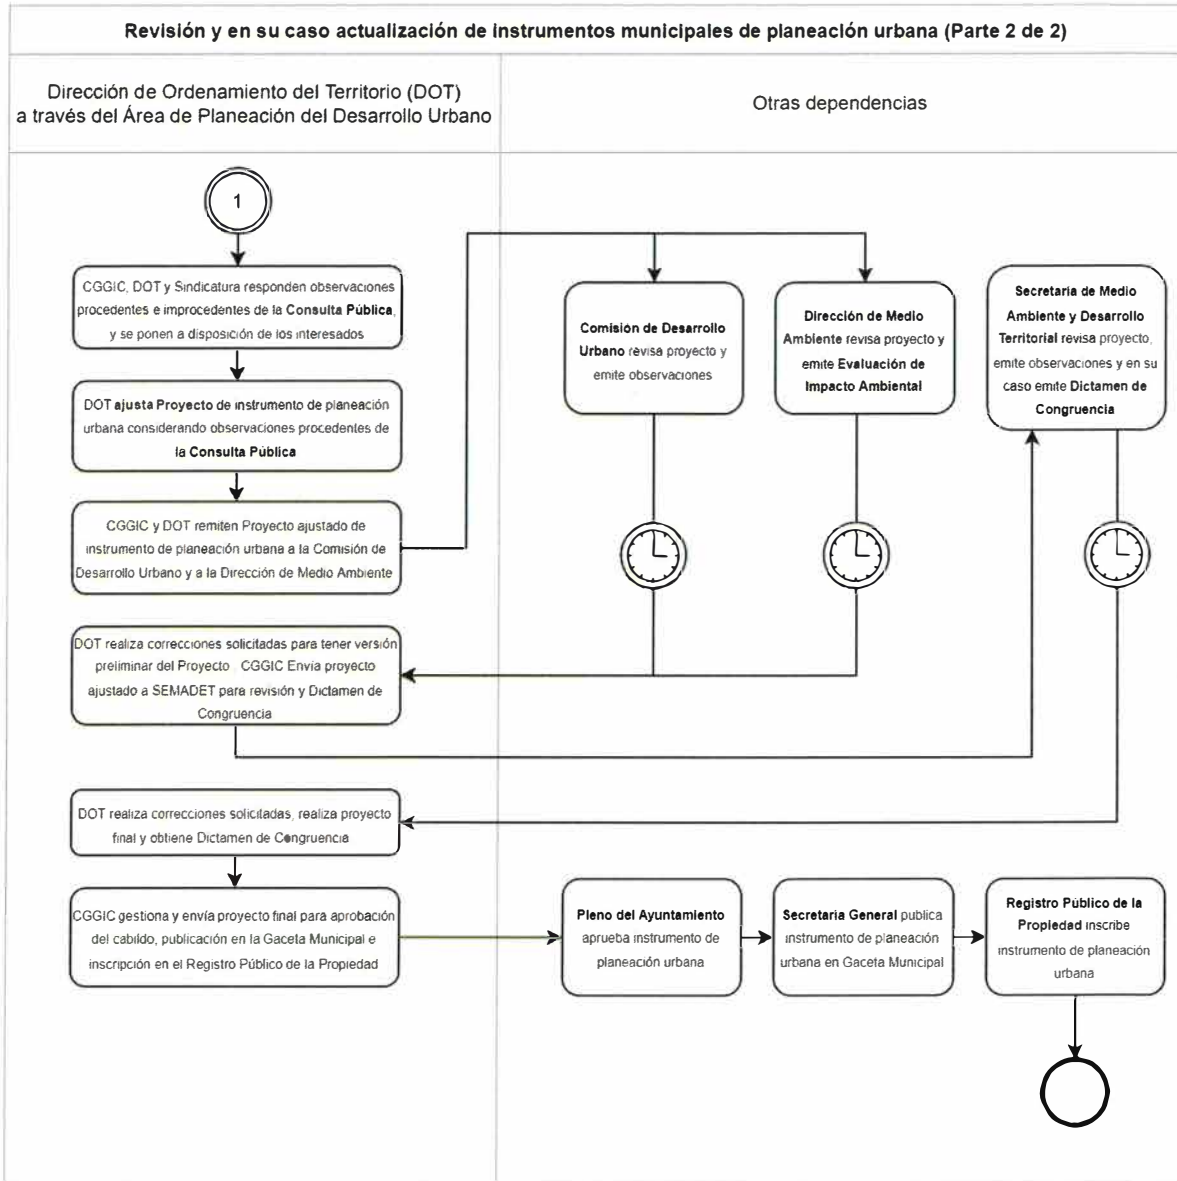 Revisión y en su caso actualización de instrumentos municipales de planeación urbana (Parte 2 de 2)
Dirección de Ordenamiento del Territorio (DOT)
a través del Área de Planeación del Desarrollo Urbano
Otras dependencias
1
CGGIC, DOT y Sindicatura responden observaciones
procedentes e improcedentes de la Consulta Pública,
y se ponen a disposición de los interesados
DOT ajusta Proyecto de instrumento de planeación
urbana considerando observaciones procedentes de
la Consulta Pública
CGGIC y DOT remiten Proyecto ajustado de
instrumento de planeación urbana a la Comisión de
Desarrollo Urbano y a la Dirección de Medio Ambiente
Comisión de Desarrollo
Urbano revisa proyecto y
emite observaciones
Dirección de Medio
Ambiente revisa proyecto y
emite Evaluación de
Impacto Ambiental
Secretaria de Medio
Ambiente y Desarrollo
Territorial revisa proyecto,
emite observaciones y en su
caso emite Dictamen de
Congruencia
DOT realiza correcciones solicitadas para tener versión
preliminar del Proyecto . CGGIC Envía proyecto
ajustado a SEMADET para revisión y Dictamen de
Congruencia
DOT realiza correcciones solicitadas, realiza proyecto
final y obtiene Dictamen de Congruencia
CGGIC gestiona y envía proyecto final para aprobación
del cabildo, publicación en la Gaceta Municipal e
inscripción en el Registro Público de la Propiedad
Pleno del Ayuntamiento
aprueba instrumento de
planeación urbana
Secretaria General publica
instrumento de planeación
urbana en Gaceta Municipal
Registro Público de la
Propiedad inscribe
instrumento de planeación
urbana